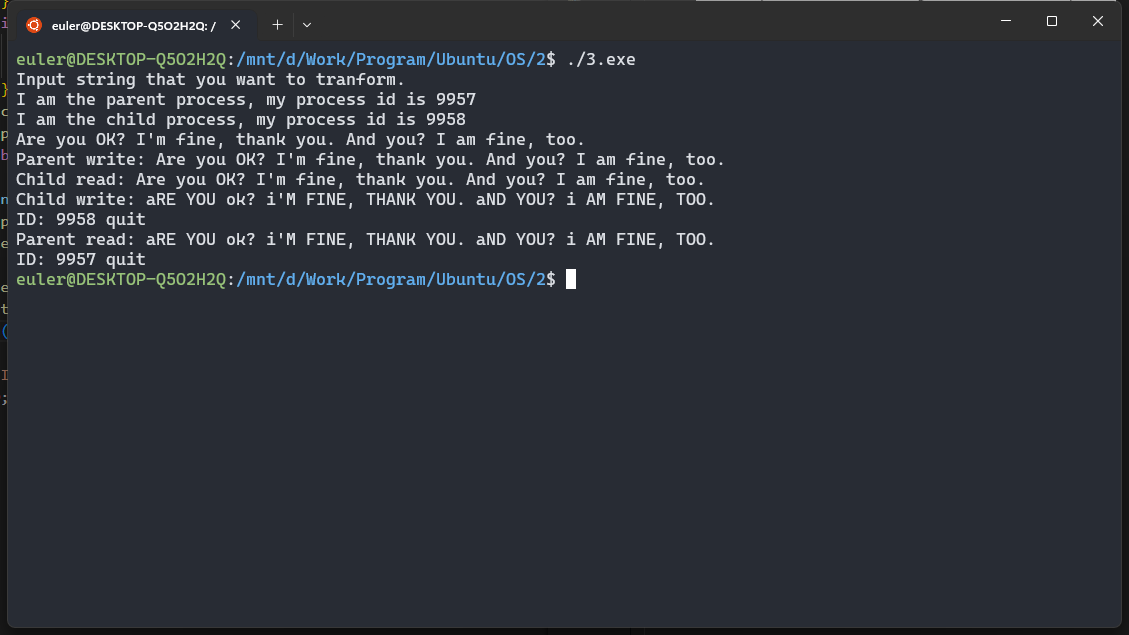 euler@DESKTOP-Q5O2H2Q: /
euler@DESKTOP-Q5O2H2Q:/mnt/d/Work/Program/Ubuntu/OS/2$ ./3.exe
Input string that you want to tranform.
I am the parent process, my process id is 9957
I am the child process, my process id is 9958
Are you OK? I'm fine, thank you. And you? I am fine, too.
Parent write: Are you OK? I'm fine, thank you. And you? I am fine, too.
Child read: Are you OK? I'm fine, thank you. And you? I am fine, too.
Child write: aRE YOU ok? i'M FINE, THANK YOU. aND YOU? i AM FINE, TOO.
ID: 9958 quit
Parent read: aRE YOU ok? i'M FINE, THANK YOU. aND YOU? i AM FINE, TOO.
ID: 9957 quit
euler@DESKTOP-Q5O2H2Q:/mnt/d/Work/Program/Ubuntu/OS/2$